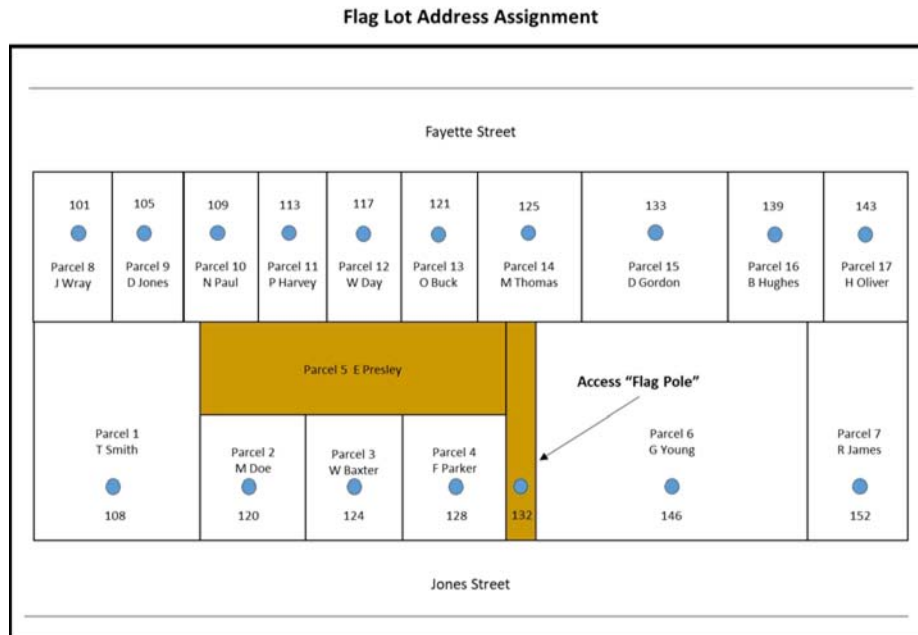 Flag Lot Address Assignment
Fayette Street
101 105 109 113 117 121 125 133 139 143
Parcel 8 Parcel 9 Parcel 10 Parcel 11 Parcel 12 Parcel 13 Parcel 14 Parcel 15 Parcel 16 Parcel 17
J Wray D Jones N Paul P Harvey W Day O Buck M Thomas D Gordon B Hughes H Oliver
Parcel 5 E Presley
Access “Flag Pole”
Parcel 1
T Smith
108
Parcel 2
M Doe
120
Parcel 3
W Baxter
124
Parcel 4
F Parker
128
132
Parcel 6
G Young
146
Parcel 7
R James
152
Jones Street